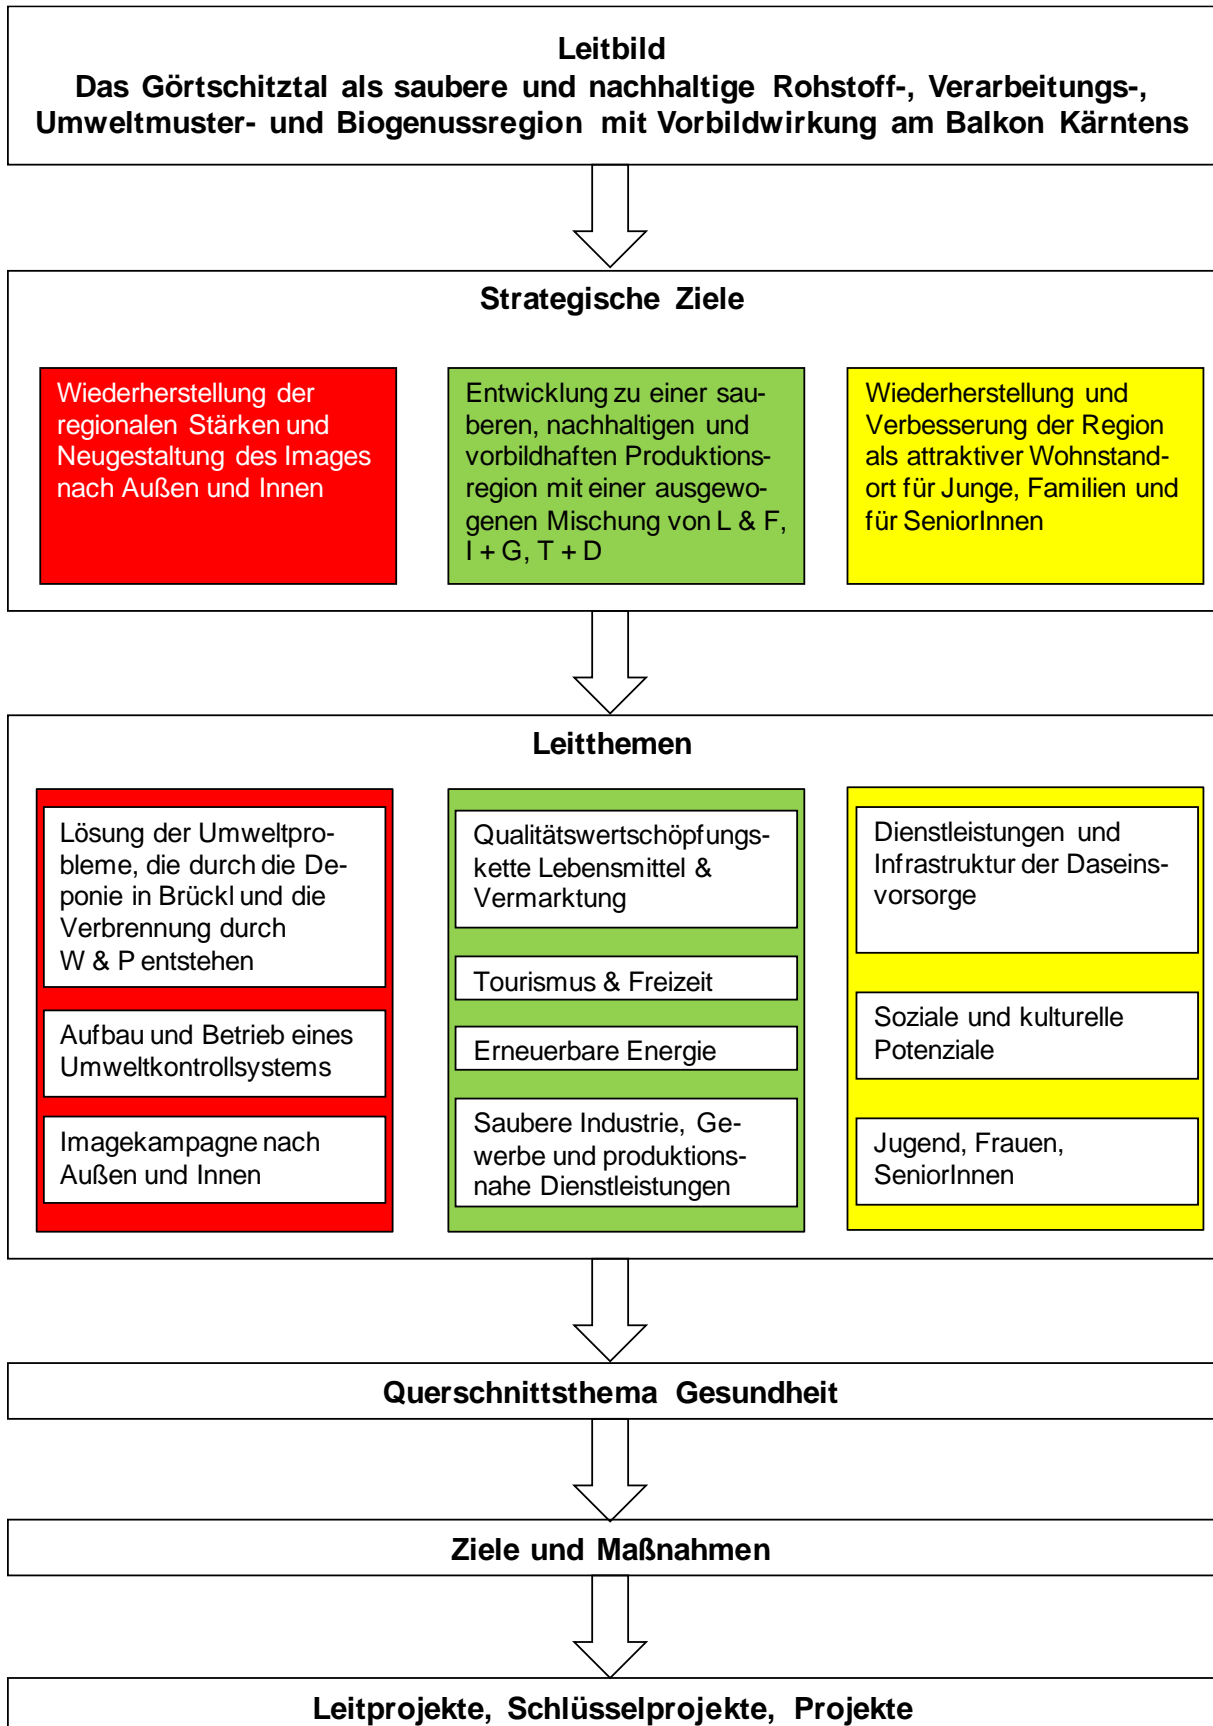 Leitbild
Das Görtschitztal als saubere und nachhaltige Rohstoff-, Verarbeitungs-,
Umweltmuster- und Biogenussregion mit Vorbildwirkung am Balkon Kärntens
Strategische Ziele
Wiederherstellung der
regionalen Stärken und
Neugestaltung des Images
nach Außen und Innen
Entwicklung zu einer sau-
beren, nachhaltigen und
vorbildhaften Produktions-
region mit einer ausgewo-
genen Mischung von L & F,
I + G, T + D
Wiederherstellung und
Verbesserung der Region
als attraktiver Wohnstand-
ort für Junge, Familien und
für SeniorInnen
Leitthemen
Lösung der Umweltpro-
bleme, die durch die De-
ponie in Brückl und die
Verbrennung durch
W & P entstehen
Aufbau und Betrieb eines
Umweltkontrollsystems
Imagekampagne nach
Außen und Innen
Qualitätswertschöpfungs-
kette Lebensmittel &
Vermarktung
Tourismus & Freizeit
Erneuerbare Energie
Saubere Industrie, Ge-
werbe und produktions-
nahe Dienstleistungen
Dienstleistungen und
Infrastruktur der Daseins-
vorsorge
Soziale und kulturelle
Potenziale
Jugend, Frauen,
SeniorInnen
Querschnittsthema Gesundheit
Ziele und Maßnahmen
Leitprojekte, Schlüsselprojekte, Projekte